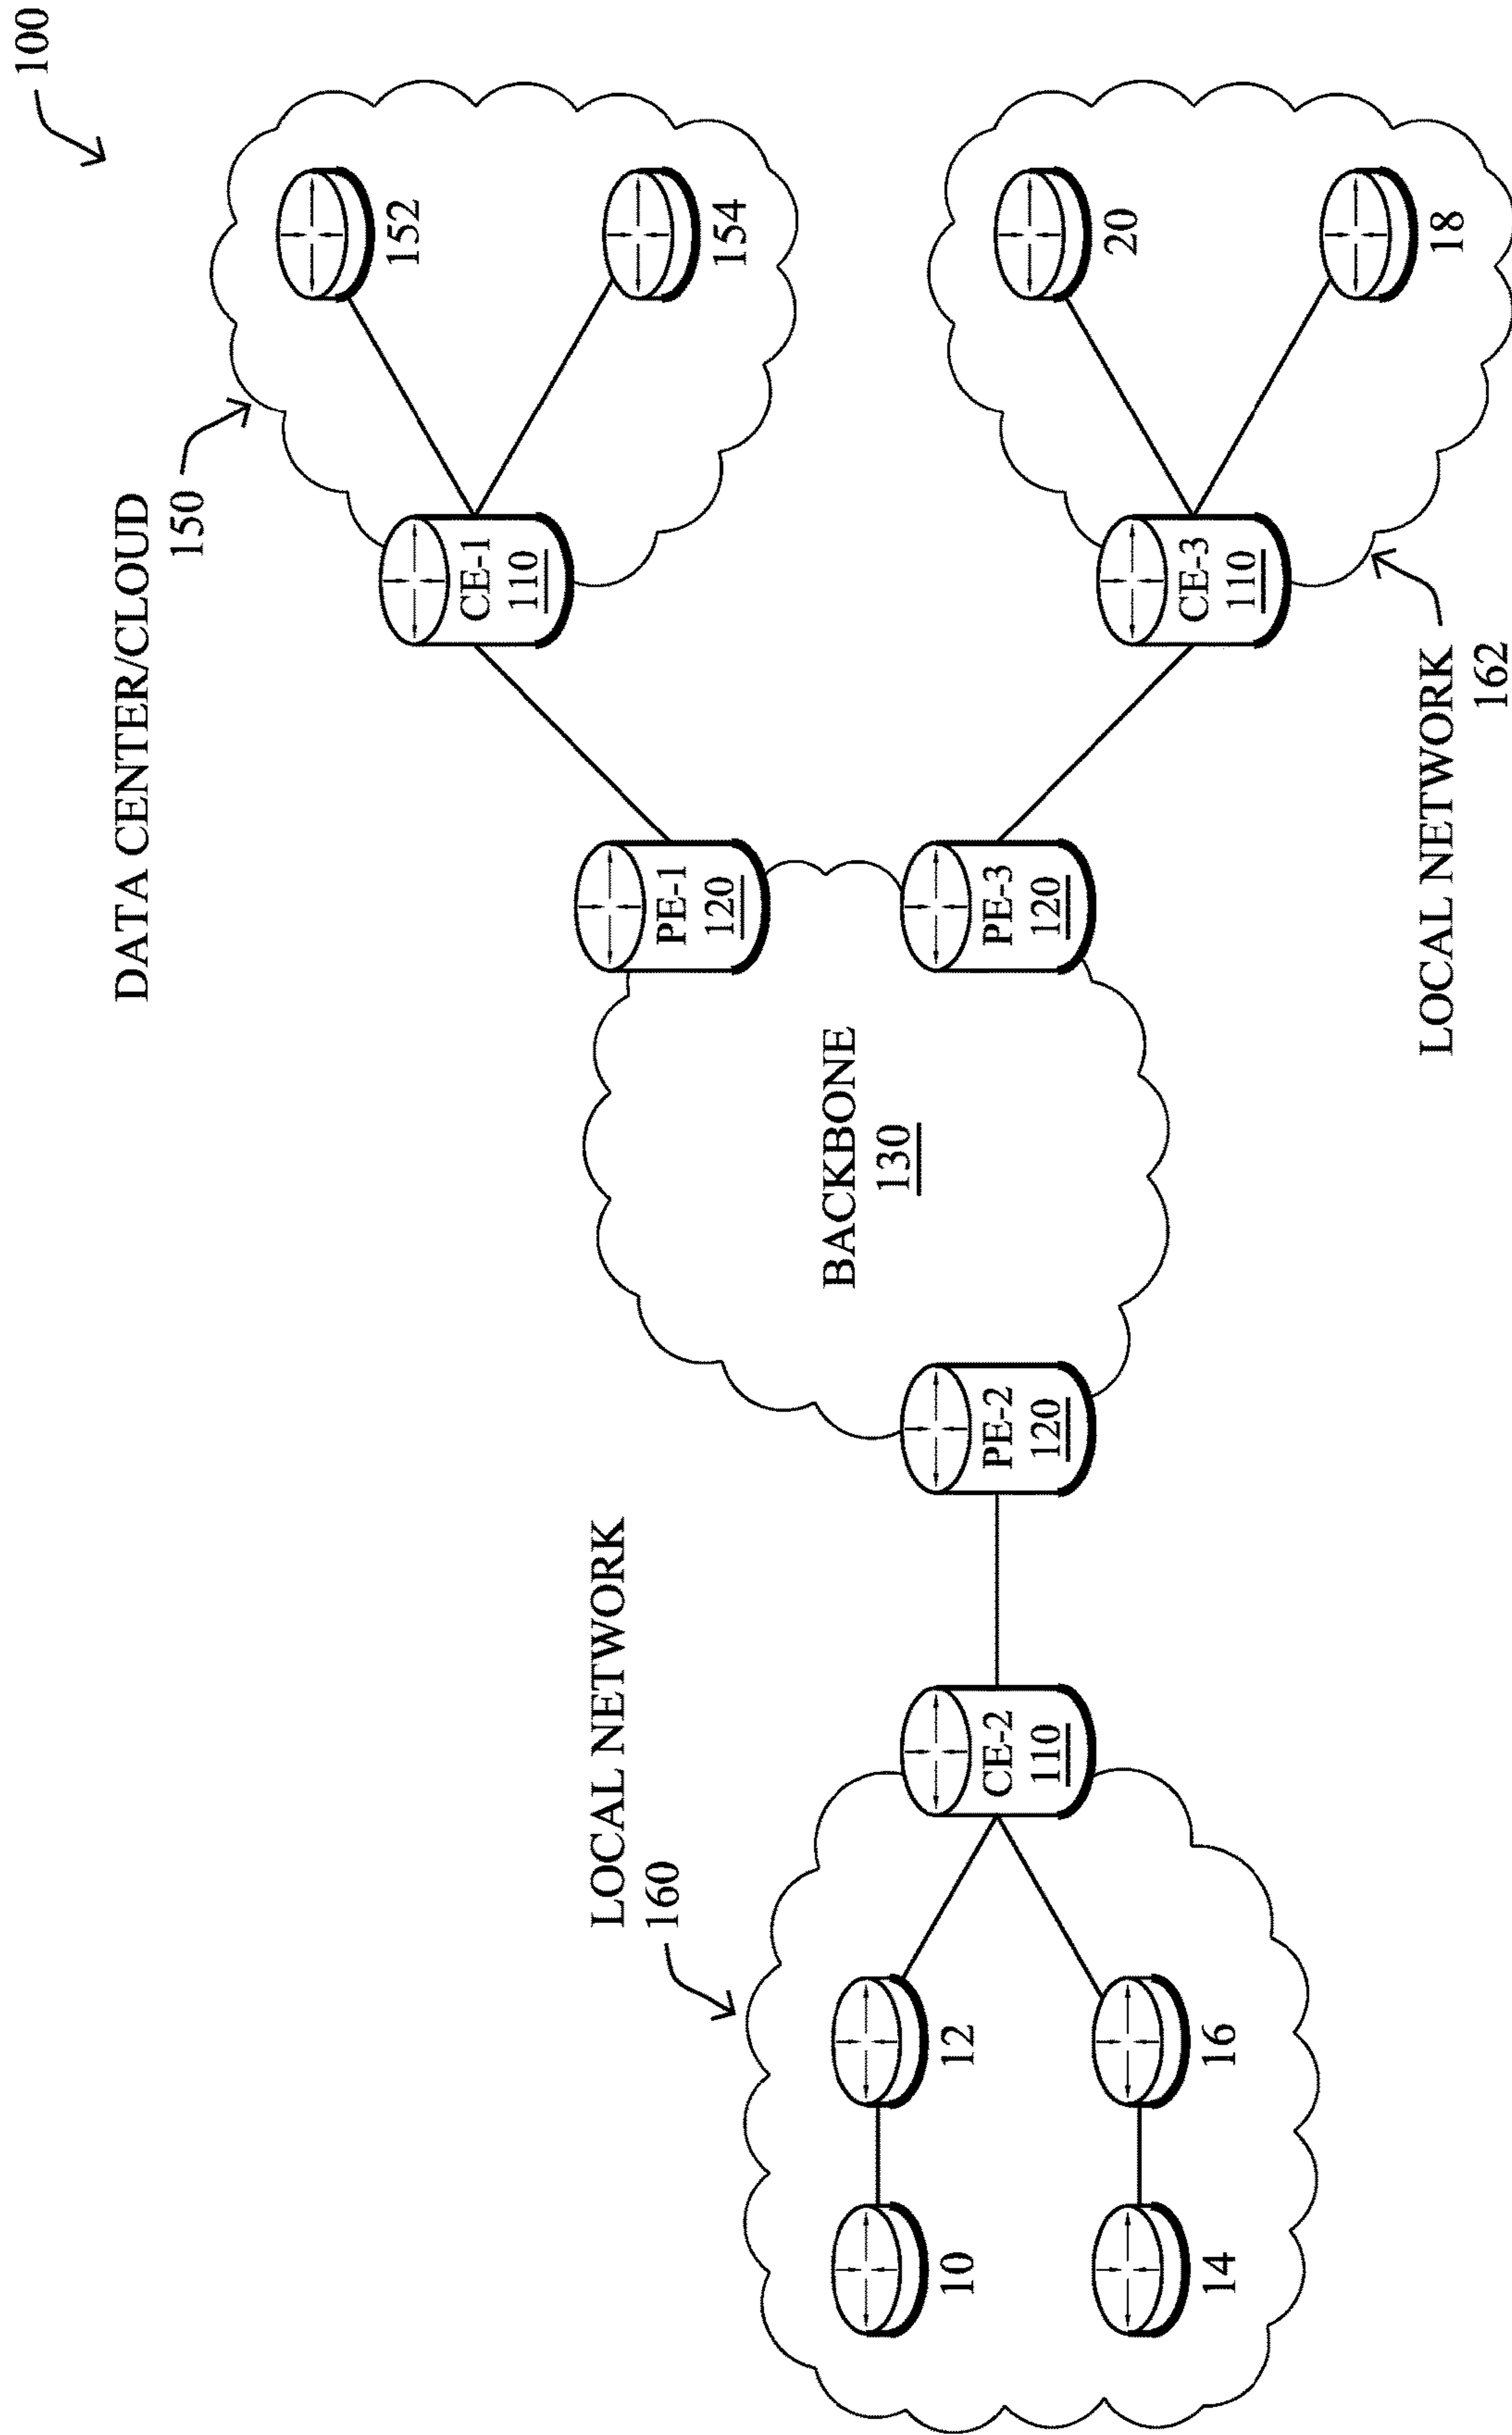 100
DATA CENTER/CLOUD
150
152
CE-1
110
154
LOCAL NETWORK
160
PE-1
120
BACKBONE
130
10
12
CE-2
110
PE-2
120
PE-3
120
20
14
16
CE-3
110
LOCAL NETWORK
162
18